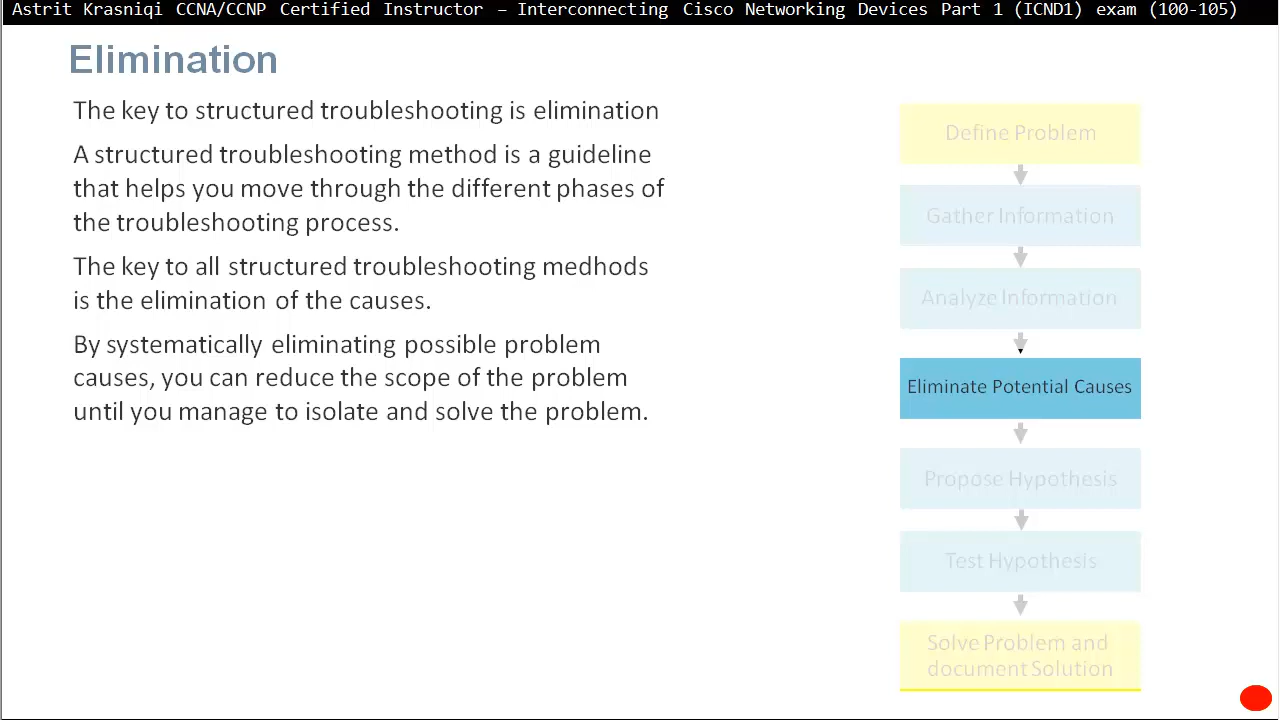 Astrit Krasniqi CCNA/CCNP Certified Instructor – Interconnecting Cisco Networking Devices Part 1 (ICND1) exam (100-105)
Elimination
The key to structured troubleshooting is elimination
A structured troubleshooting method is a guideline
that helps you move through the different phases of
the troubleshooting process.
The key to all structured troubleshooting medhods
is the elimination of the causes.
By systematically eliminating possible problem
causes, you can reduce the scope of the problem
until you manage to isolate and solve the problem.
Define Problem
Gather Information
Analyze Information
Eliminate Potential Causes
Propose Hypothesis
Test Hypothesis
Solve Problem and
document Solution